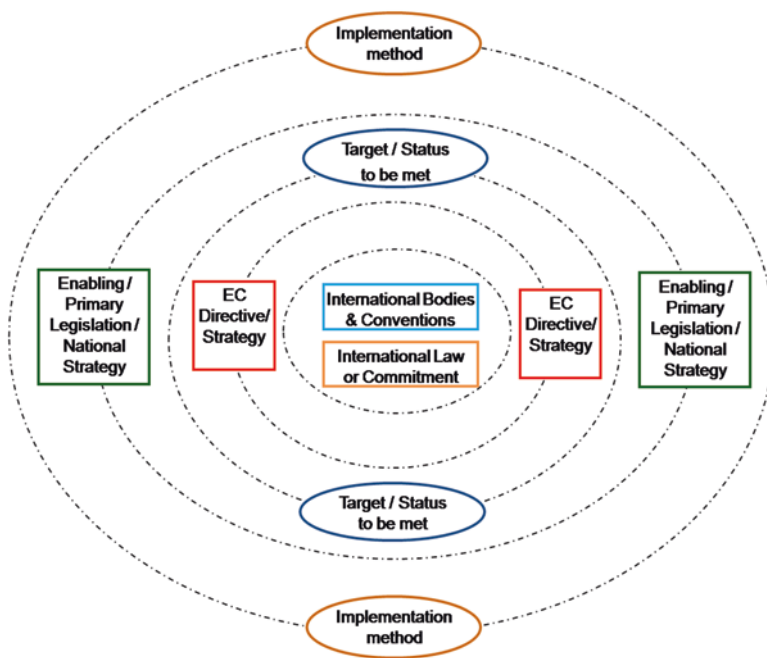 Implementation
method
Target / Status
to be met
Enabling /
Primary
Legislation /
National
Strategy
EC
Directive/
Strategy
International Bodies
& Conventions
International Law
or Commitment
EC
Directive/
Strategy
Enabling /
Primary
Legislation /
National
Strategy
Target / Status
to be met
Implementation
method